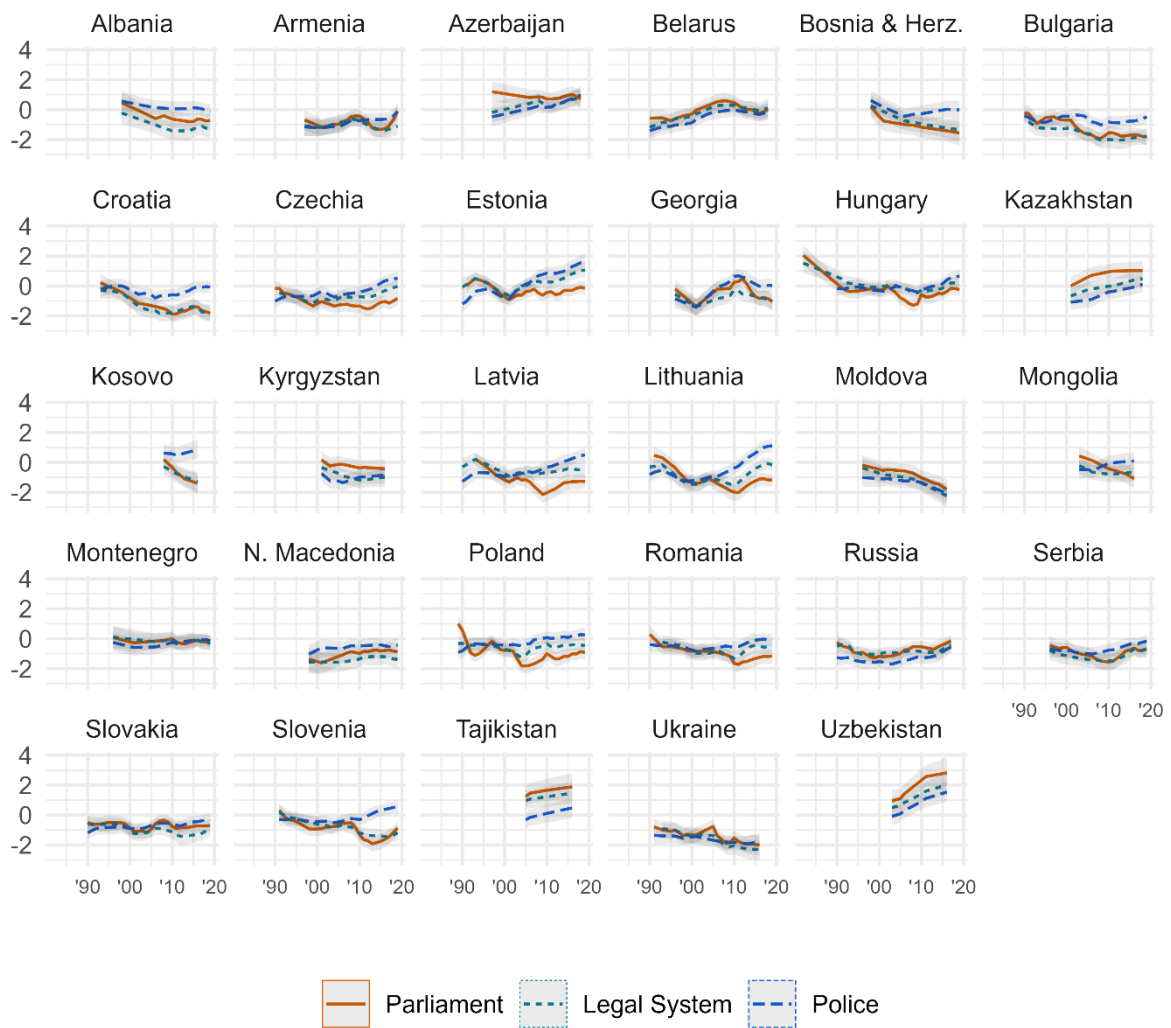 Albania Armenia Azerbaijan Belarus Bosnia & Herz. Bulgaria
4
2
0
-2
Croatia Czechia Estonia Georgia Hungary Kazakhstan
4
2
0
-2
Kosovo Kyrgyzstan Latvia Lithuania Moldova Mongolia
4
2
0
-2
Montenegro N. Macedonia Poland Romania Russia Serbia
4
2
0
-2
'90 '00 '10 '20
Slovakia Slovenia Tajikistan Ukraine Uzbekistan
4
2
0
-2
'90 '00 '10 '20 '90 '00 '10 '20 '90 '00 '10 '20 '90 '00 '10 '20 '90 '00 '10 '20
Parliament Legal System Police